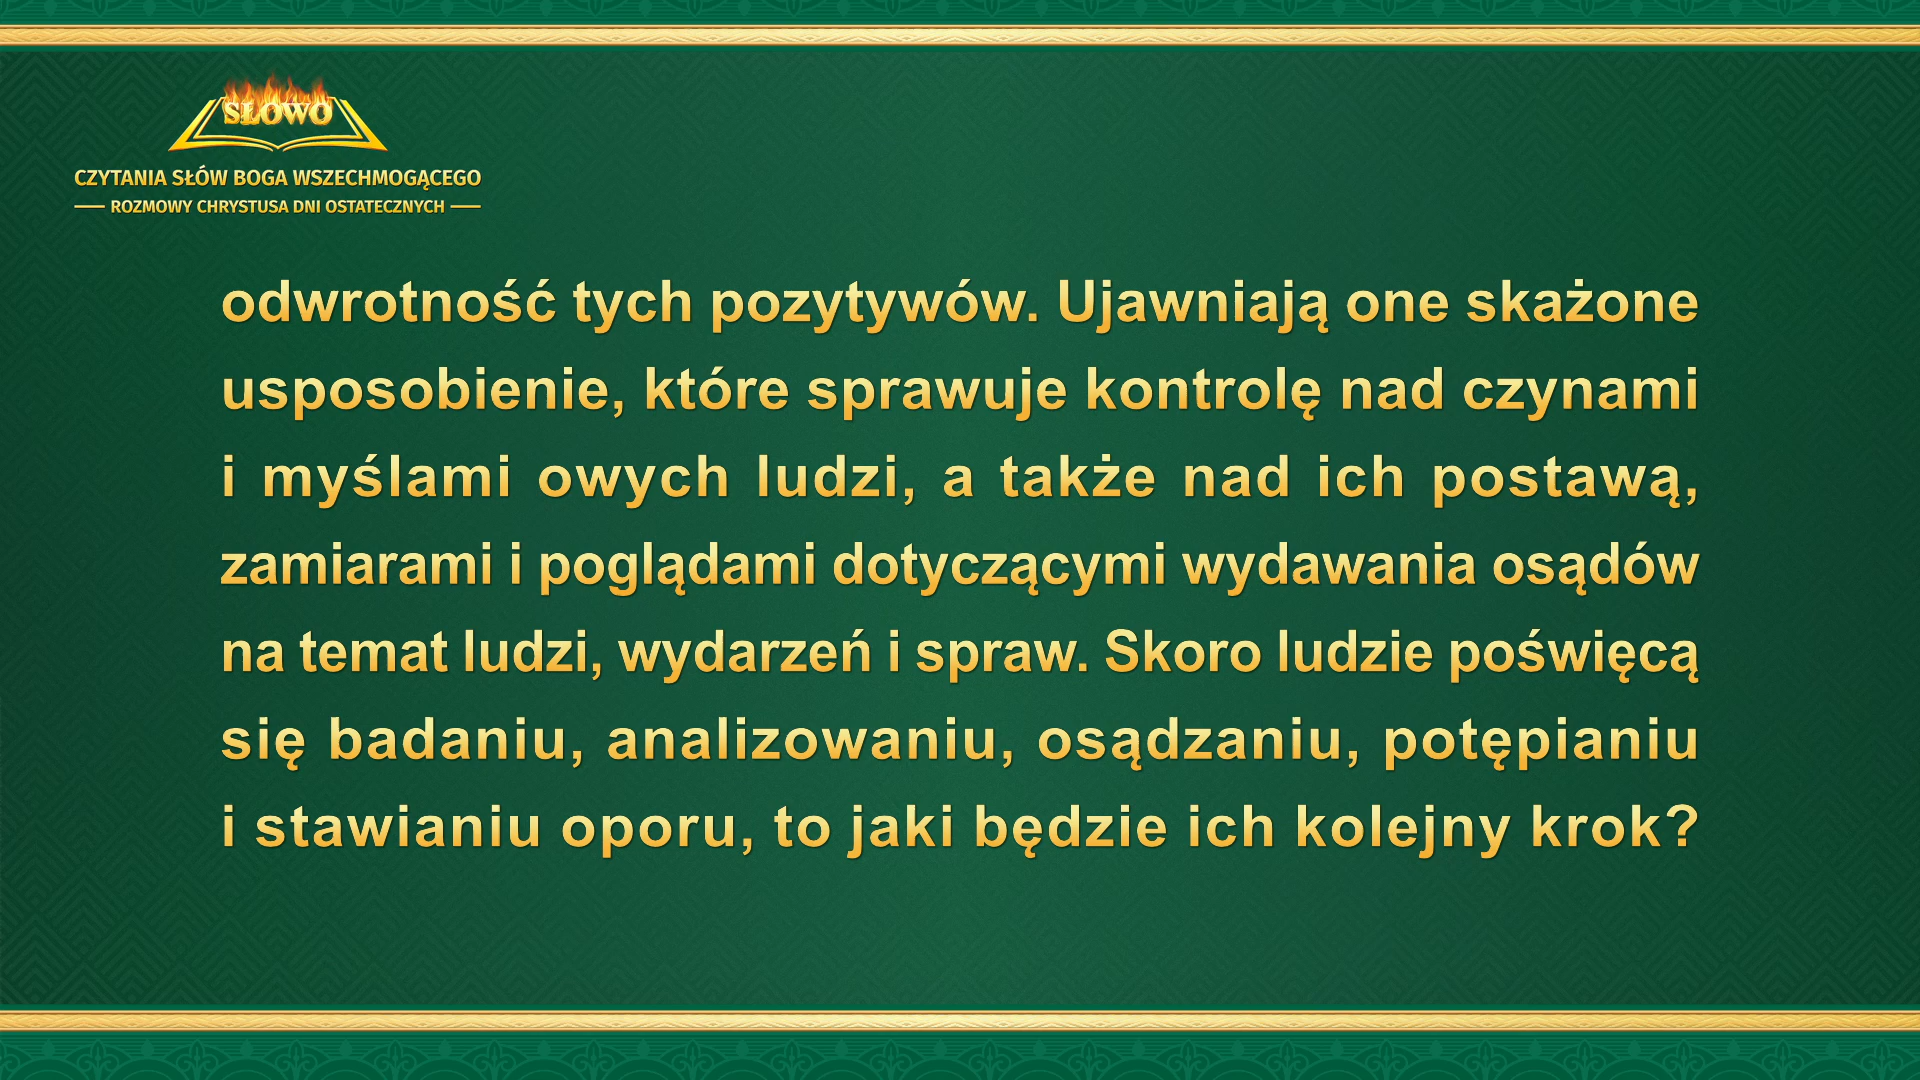 SŁOWO
CZYTANIA SŁÓW BOGA WSZECHMOGĄCEGO
ROZMOWY CHRYSTUSA DNI OSTATECZNYCH
odwrotność tych pozytywów. Ujawniają one skażone
usposobienie, które sprawuje kontrolę nad czynami
i myślami owych ludzi, a także nad ich postawą,
zamiarami i poglądami dotyczącymi wydawania osądów
na temat ludzi, wydarzeń i spraw. Skoro ludzie poświęcą
się badaniu, analizowaniu, osądzaniu, potępianiu
i stawianiu oporu, to jaki będzie ich kolejny krok?